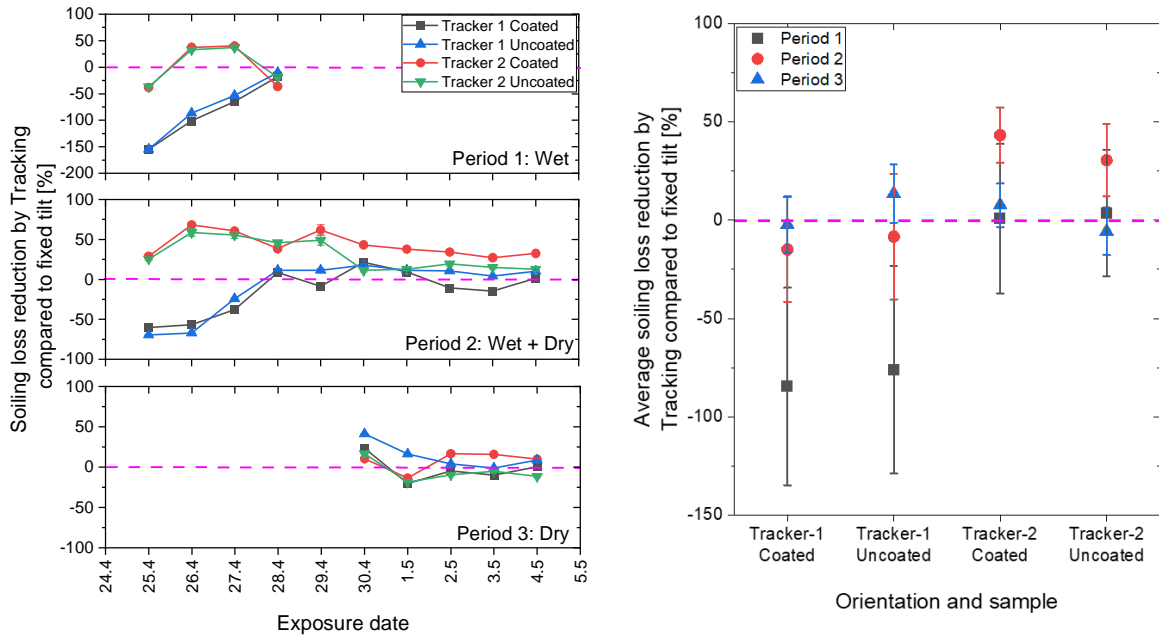 Soiling loss reduction by Tracking
compared to fixed tilt [%]
100
50
0
-50
-100
-150
-200
Tracker 1 Coated
Tracker 1 Uncoated
Tracker 2 Coated
Tracker 2 Uncoated
Period 1: Wet
100
50
0
-50
-100
Period 2: Wet + Dry
100
50
0
-50
-100
Period 3: Dry
24.4
25.4
26.4
27.4
28.4
29.4
30.4
1.5
2.5
3.5
4.5
5.5
Exposure date
Average soiling loss reduction by
Tracking compared to fixed tilt [%]
100
50
0
-50
-100
-150
Period 1
Period 2
Period 3
Tracker-1
Coated
Tracker-1
Uncoated
Tracker-2
Coated
Tracker-2
Uncoated
Orientation and sample